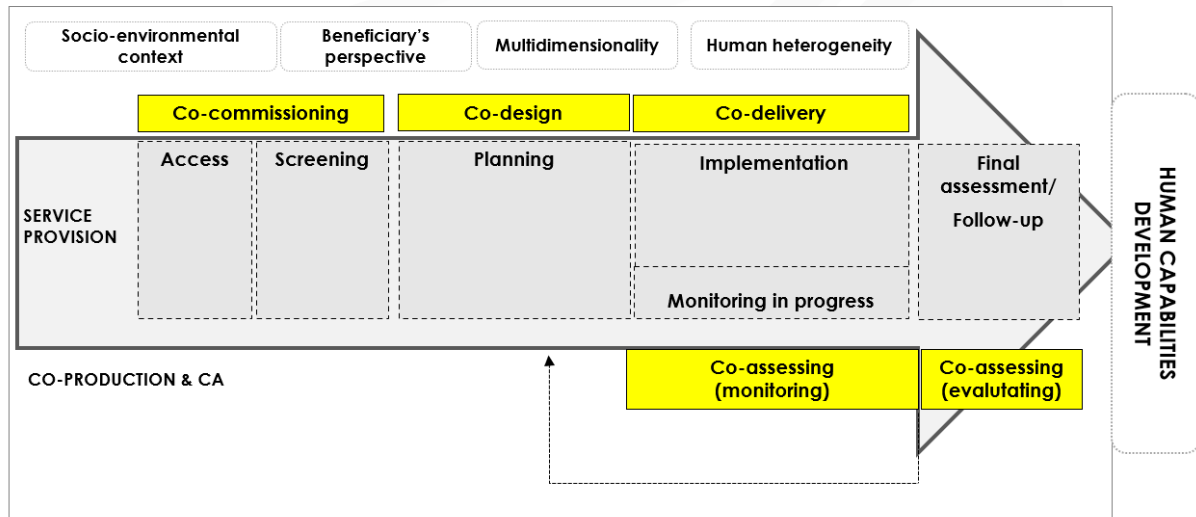 Socio-environmental
context
Beneficiary's
perspective
Multidimensionality
Human heterogeneity
Co-commissioning
Co-design
Co-delivery
Access
Screening
Planning
Implementation
Final
assessment/
Follow-up
SERVICE
PROVISION
Monitoring in progress
HUMAN CAPABILITIES
DEVELOPMENT
CO-PRODUCTION & CA
Co-assessing
(monitoring)
Co-assessing
(evalutating)